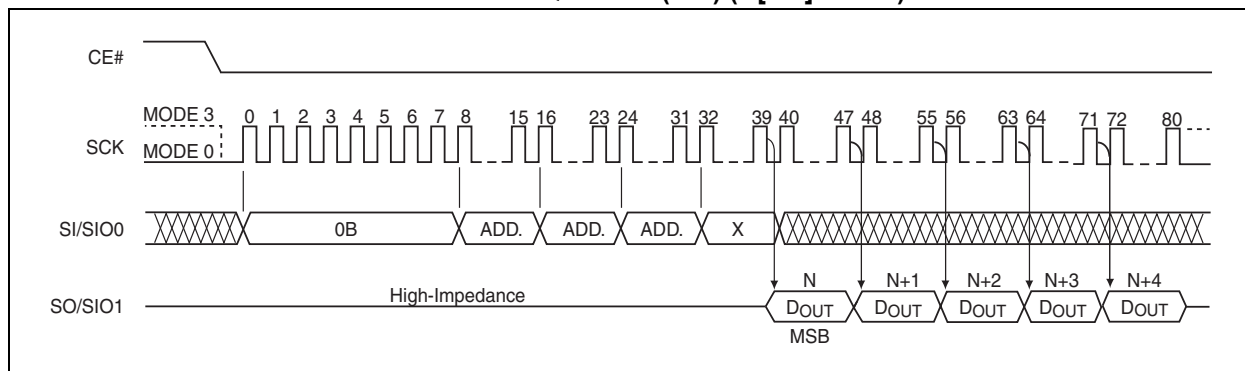 CE#
MODE 3
0 1 2 3 4 5 6 7 8 15 16 23 24 31 32 39 40 47 48 55 56 63 64 71 72 80
SCK
MODE 0
SI/SIO0
0B ADD. ADD. ADD. X
N N+1 N+2 N+3 N+4
High-Impedance
SO/SIO1
DOUT DOUT DOUT DOUT DOUT
MSB